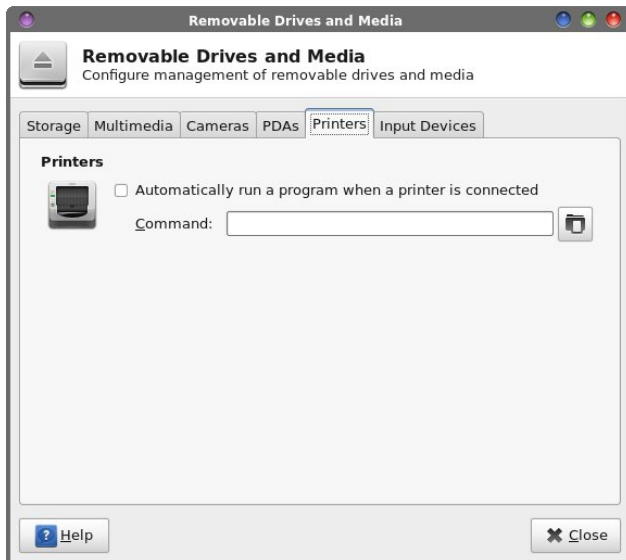 Removable Drives and Media
Removable Drives and Media
Configure management of removable drives and media
Storage Multimedia Cameras PDAs Printers Input Devices
Printers
Automatically run a program when a printer is connected
Command:
? Help
Close